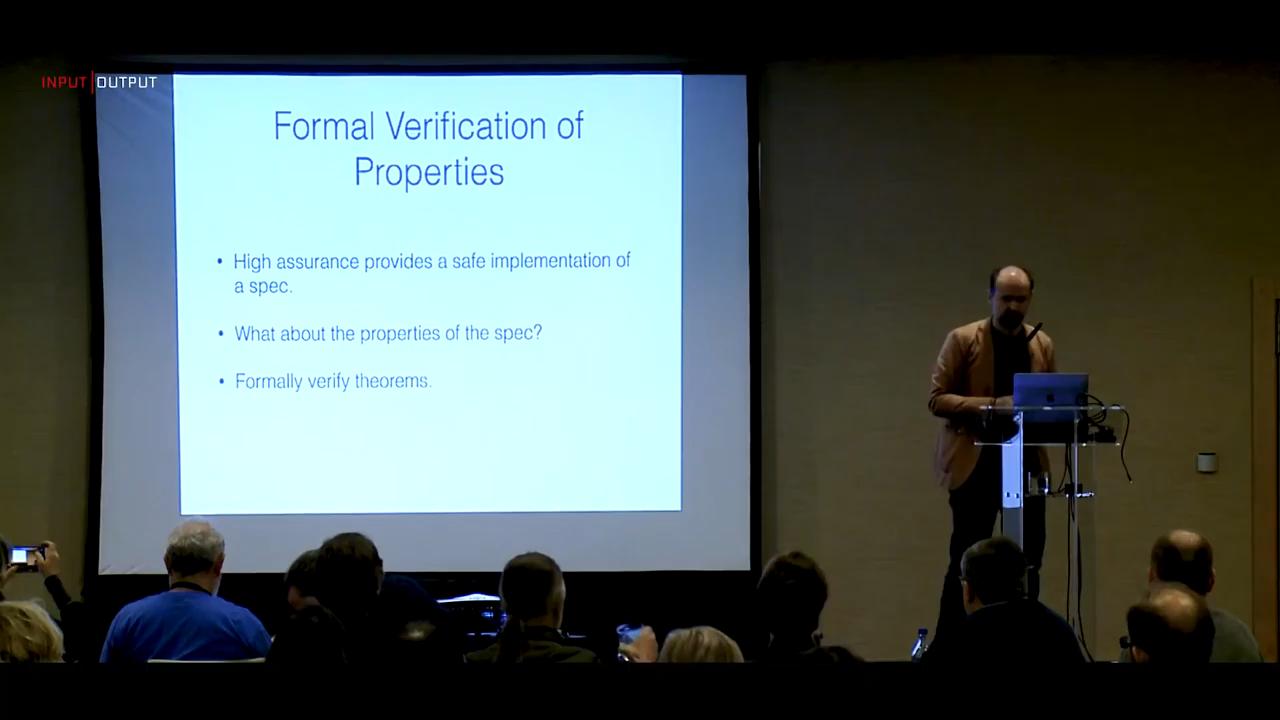 INPUT|OUTPUT
Formal Verification of
Properties
• High assurance provides a safe implementation of
a spec.
• What about the properties of the spec?
• Formally verify theorems.